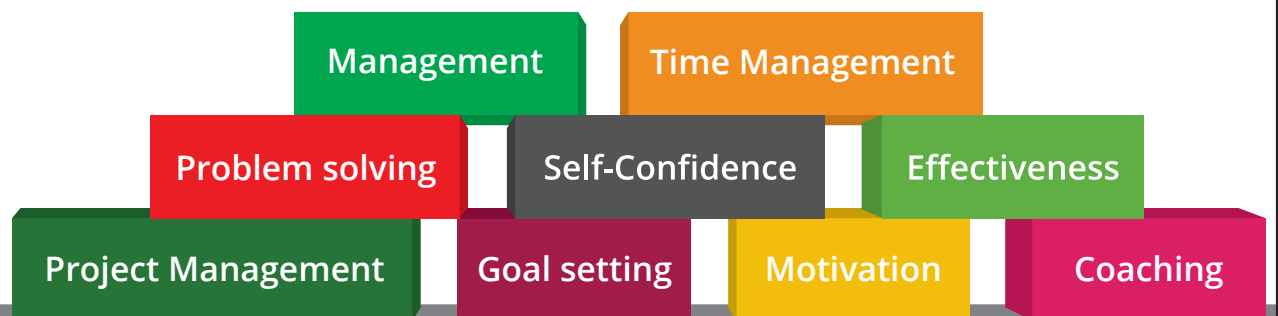 Management
Time Management
Problem solving
Self-Confidence
Effectiveness
Project Management
Goal setting
Motivation
Coaching